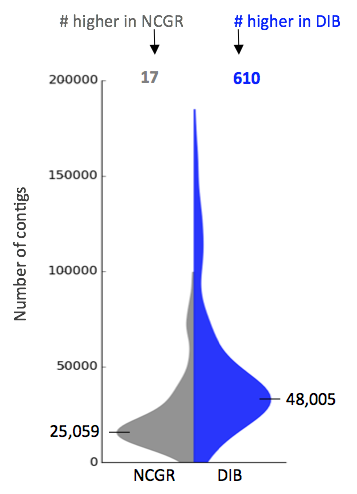 # higher in NCGR
# higher in DIB
17
610
200000
150000
100000
50000
0
Number of contigs
25,059
48,005
NCGR
DIB